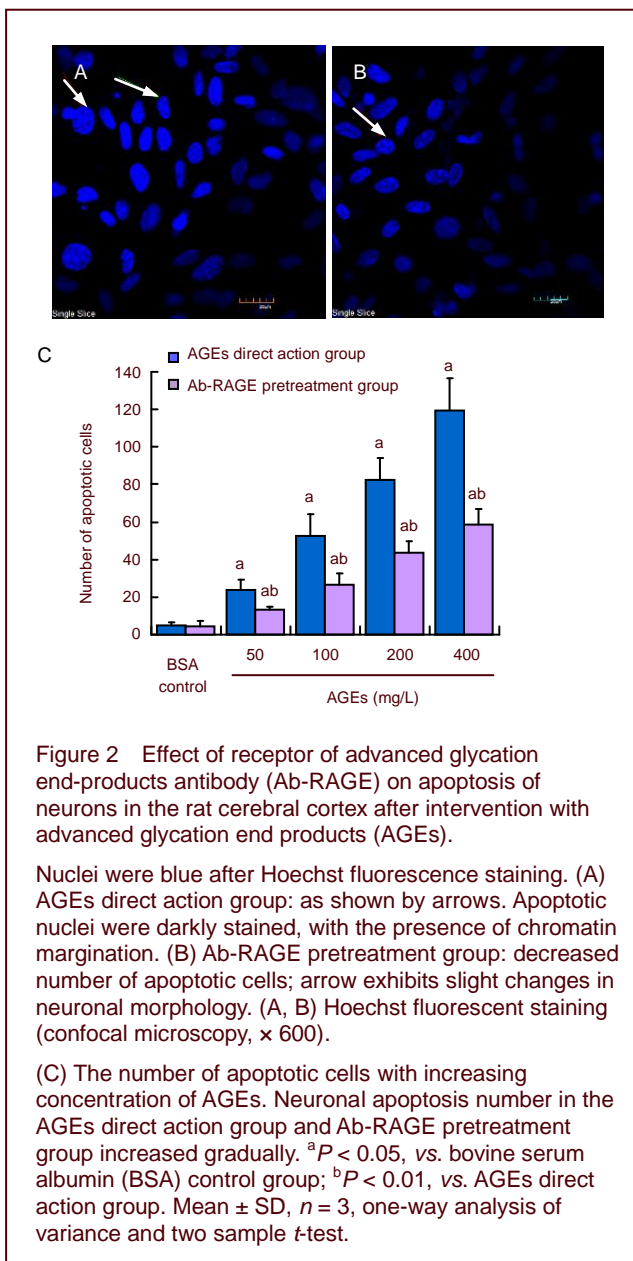 A
B
Single Slice
Single Slice
C
AGEs direct action group
Ab-RAGE pretreatment group
Number of apoptotic cells
140
120
100
80
60
40
20
0
a
ab
a
ab
a
ab
a
ab
BSA
control
50
100
200
400
AGEs (mg/L)
Figure 2 Effect of receptor of advanced glycation
end-products antibody (Ab-RAGE) on apoptosis of
neurons in the rat cerebral cortex after intervention with
advanced glycation end products (AGEs).
Nuclei were blue after Hoechst fluorescence staining. (A)
AGEs direct action group: as shown by arrows. Apoptotic
nuclei were darkly stained, with the presence of chromatin
margination. (B) Ab-RAGE pretreatment group: decreased
number of apoptotic cells; arrow exhibits slight changes in
neuronal morphology. (A, B) Hoechst fluorescent staining
(confocal microscopy, × 600).
(C) The number of apoptotic cells with increasing
concentration of AGEs. Neuronal apoptosis number in the
AGEs direct action group and Ab-RAGE pretreatment
group increased gradually. aP < 0.05, vs. bovine serum
albumin (BSA) control group; bP < 0.01, vs. AGEs direct
action group. Mean ± SD, n = 3, one-way analysis of
variance and two sample t-test.